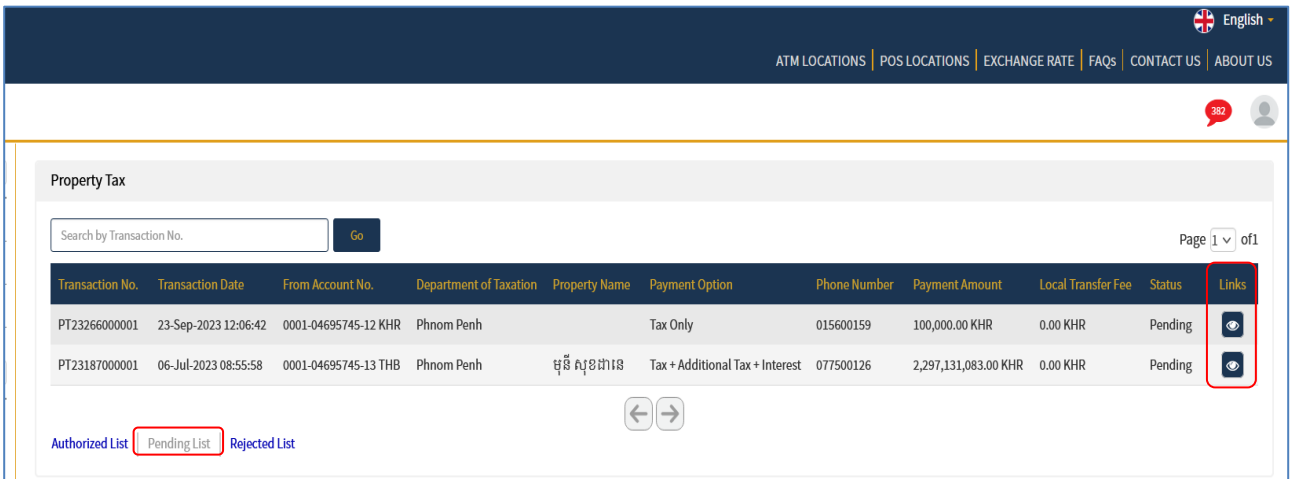 English
ATM LOCATIONS POS LOCATIONS EXCHANGE RATE FAQs CONTACT US ABOUT US
382
Property Tax
Search by Transaction No. Go Page 1 of1
Transaction No. Transaction Date From Account No. Department of Taxation Property Name Payment Option Phone Number Payment Amount Local Transfer Fee Status Links
PT23266000001 23-Sep-2023 12:06:42 0001-04695745-12 KHR Phnom Penh Tax Only 015600159 100,000.00 KHR 0.00 KHR Pending
PT23187000001 06-Jul-2023 08:55:58 0001-04695745-13 THB Phnom Penh មុនី សុខដានេ Tax + Additional Tax + Interest 077500126 2,297,131,083.00 KHR 0.00 KHR Pending
Authorized List Pending List Rejected List